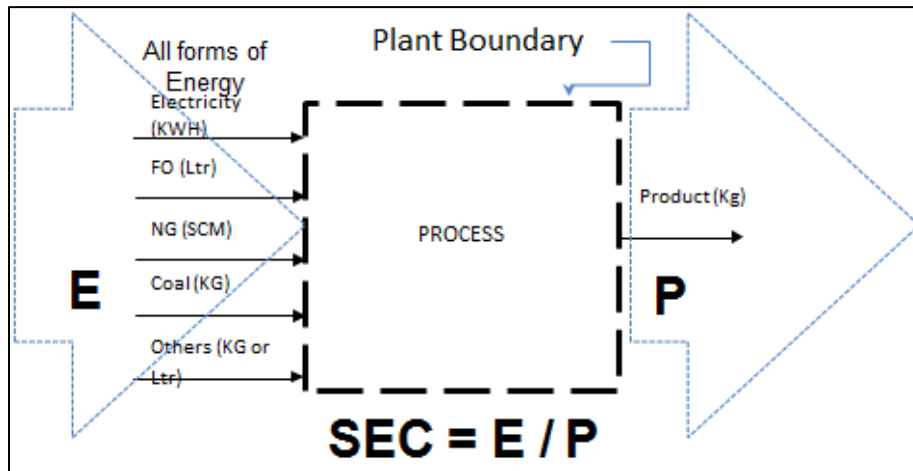 All forms of
Energy
Plant Boundary
Electricity
(KWH)
FO (Ltr)
NG (SCM)
Coal (KG)
Others (KG or
Ltr)
E
PROCESS
Product (Kg)
P
SEC = E / P